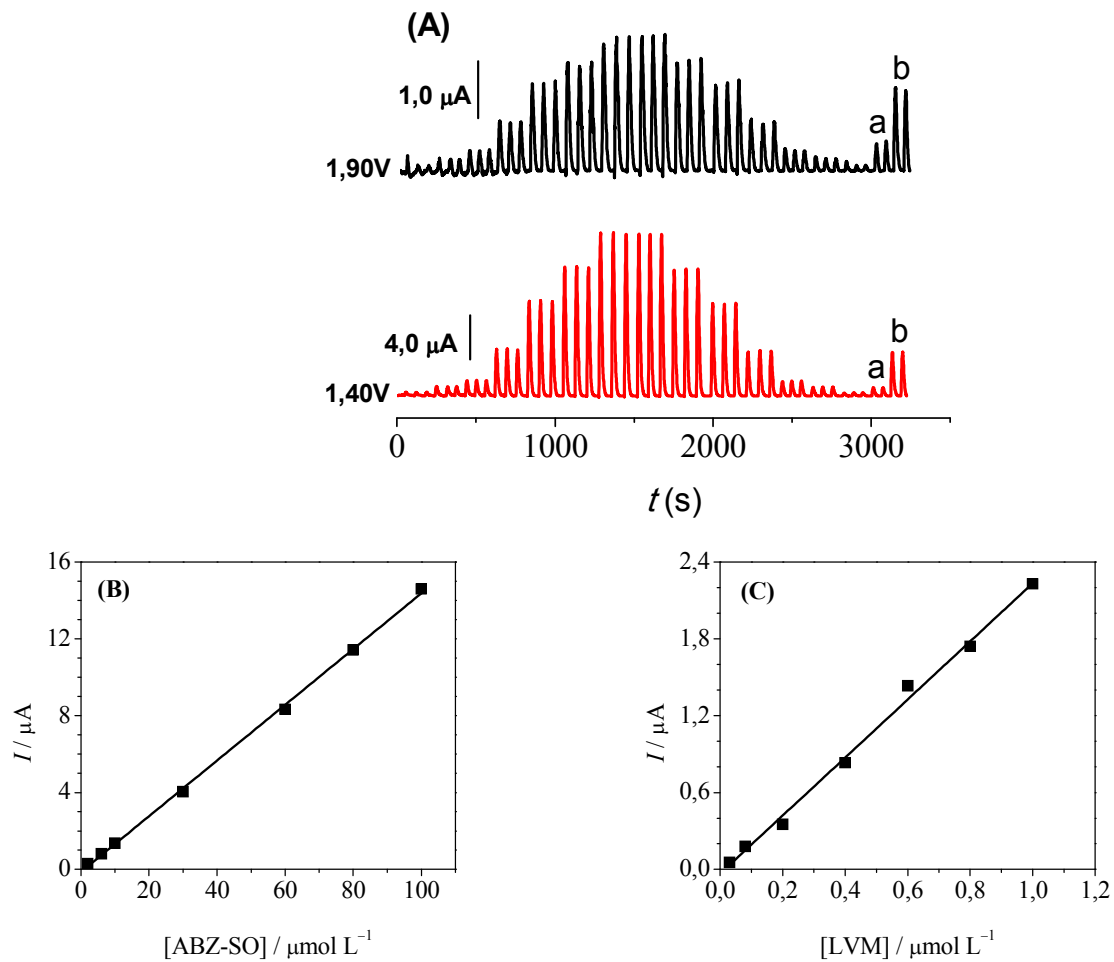 (A)
1,0 μA
b
a
1,90V
4,0 μA
b
a
1,40V
0 1000 2000 3000
t (s)
(B)
16
12
8
4
0
I / μA
0 20 40 60 80 100
[ABZ-SO] / μmol L⁻¹
(C)
2,4
1,8
1,2
0,6
0,0
I / μA
0,0 0,2 0,4 0,6 0,8 1,0 1,2
[LVM] / μmol L⁻¹